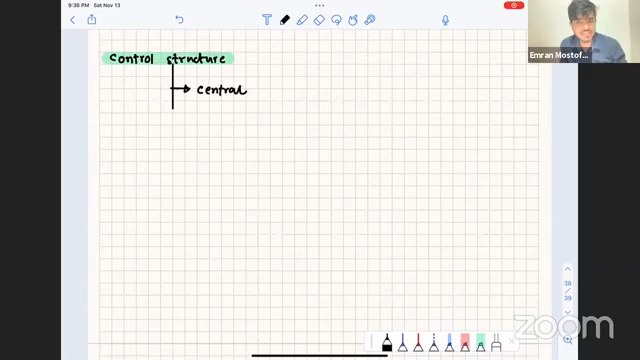 9:36 PM Sat Nov 13
Emran Mostof...
Control structure
central
38
/
39
zoom